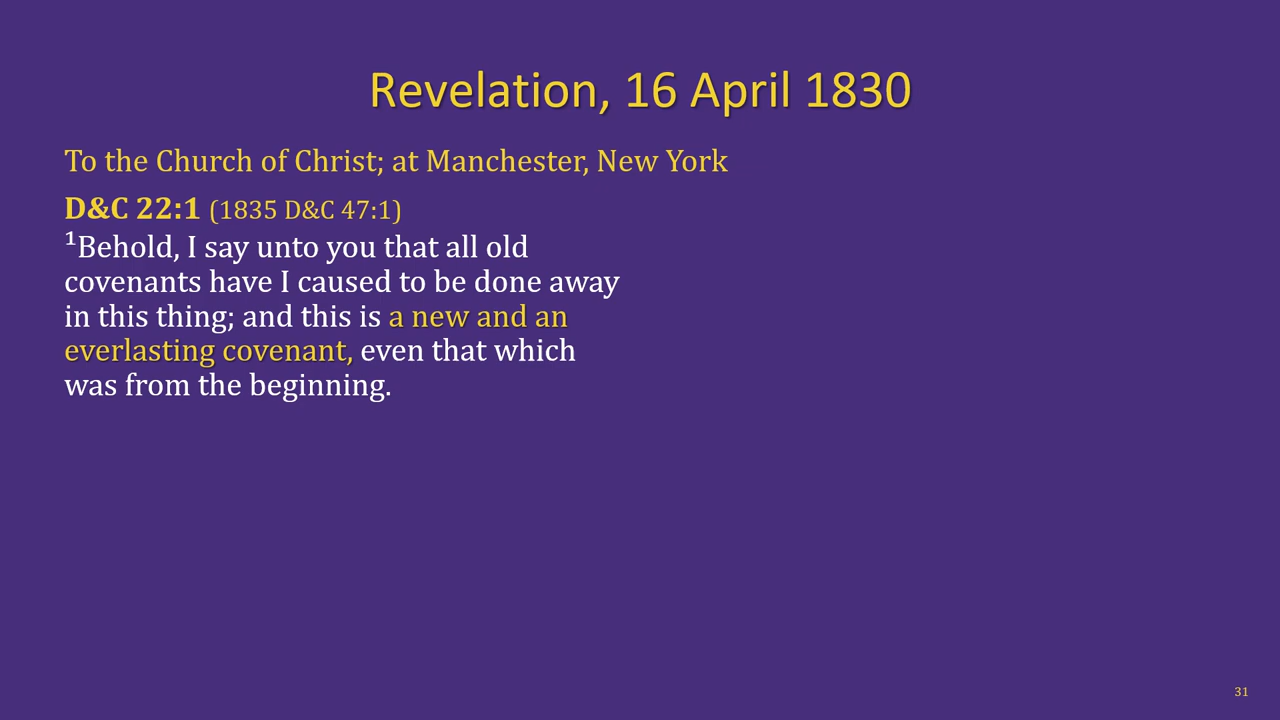 Revelation, 16 April 1830
To the Church of Christ; at Manchester, New York
D&C 22:1 (1835 D&C 47:1)
¹Behold, I say unto you that all old
covenants have I caused to be done away
in this thing; and this is a new and an
everlasting covenant, even that which
was from the beginning.
31